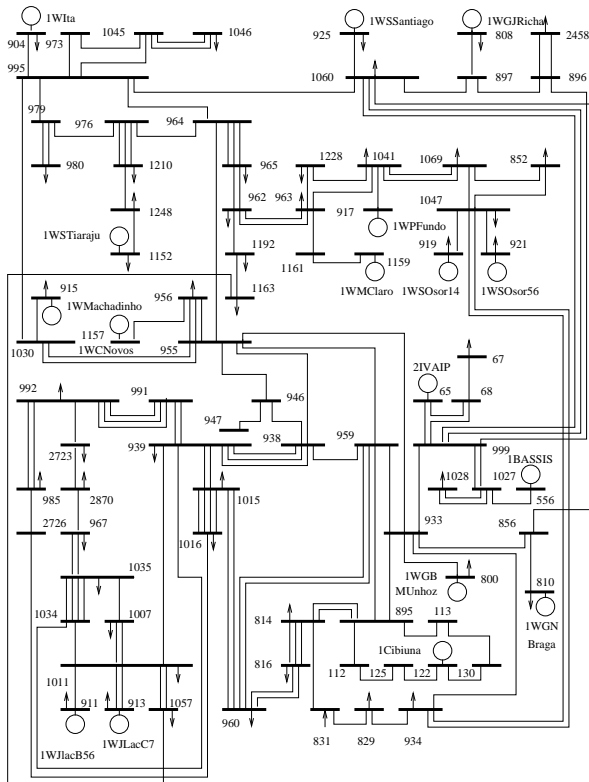 1WIta 1WSSantiago 1WGJRicha
904 973 1045 1046 925 808 2458
995 1060 897 896
979 976 964
980 1210 965 1228 1041 1069 852
962 963 917 1047
1248 1WSTiaraju 1WPFundo
1152 1192 1161 1159 919 921
1163 1WMClaro 1WSOsor14 1WSOsor56
915 1WMachadinho 956
1157
1030 1WCNovos 955
67
2IVAIP
992 991 946 65 68
947
939 938 959 999
2723 1BASSIS
985 2870 1015 1028 1027 556
2726 967 1016 933 856
1035 1WGB MUnhoz 800 810
1034 1007 814 895 113 1WGN Braga
1Cibiuna
816 112 125 122 130
1011 911 913 1057
960 831 829 934
1WJlacB56 1WJLacC7